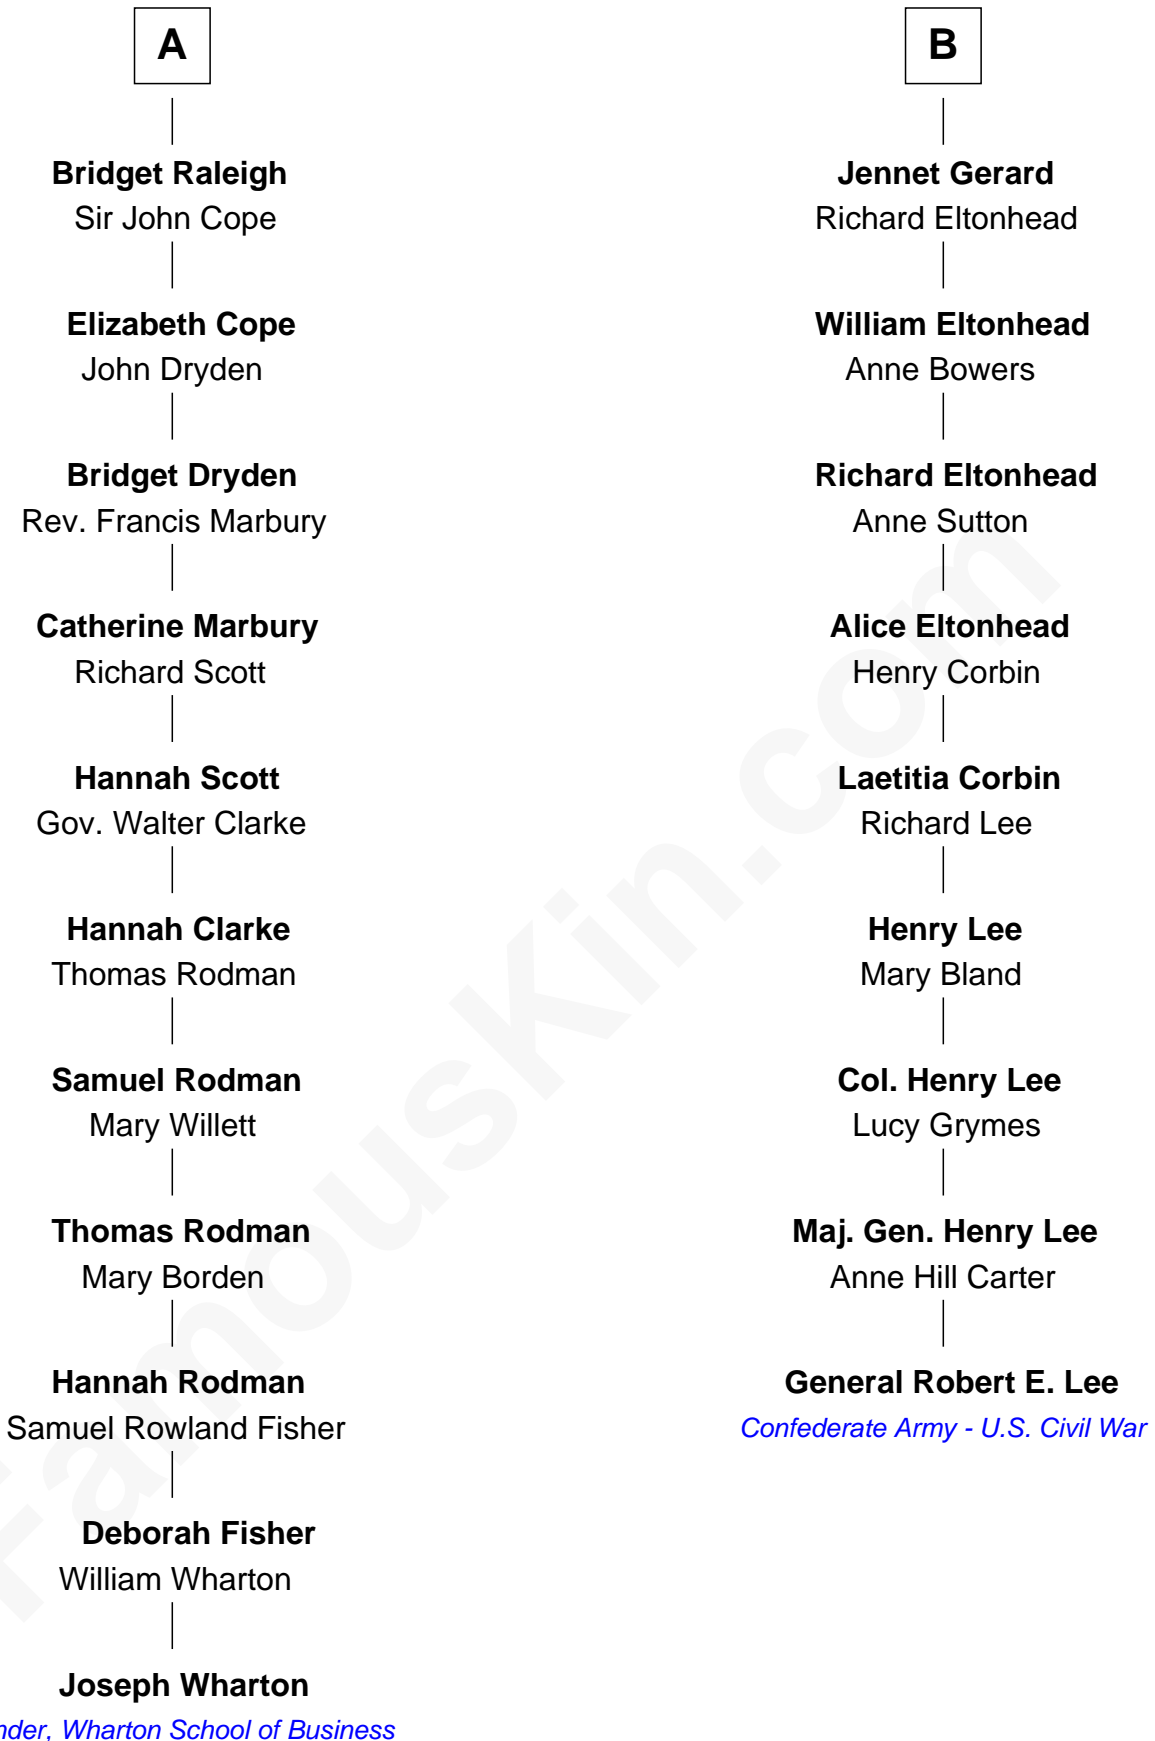 A
Bridget Raleigh
Sir John Cope
Elizabeth Cope
John Dryden
Bridget Dryden
Rev. Francis Marbury
Catherine Marbury
Richard Scott
Hannah Scott
Gov. Walter Clarke
Hannah Clarke
Thomas Rodman
Samuel Rodman
Mary Willett
Thomas Rodman
Mary Borden
Hannah Rodman
Samuel Rowland Fisher
Deborah Fisher
William Wharton
Joseph Wharton
nder, Wharton School of Business
B
Jennet Gerard
Richard Eltonhead
William Eltonhead
Anne Bowers
Richard Eltonhead
Anne Sutton
Alice Eltonhead
Henry Corbin
Laetitia Corbin
Richard Lee
Henry Lee
Mary Bland
Col. Henry Lee
Lucy Grymes
Maj. Gen. Henry Lee
Anne Hill Carter
General Robert E. Lee
Confederate Army - U.S. Civil War
FamousKin.com